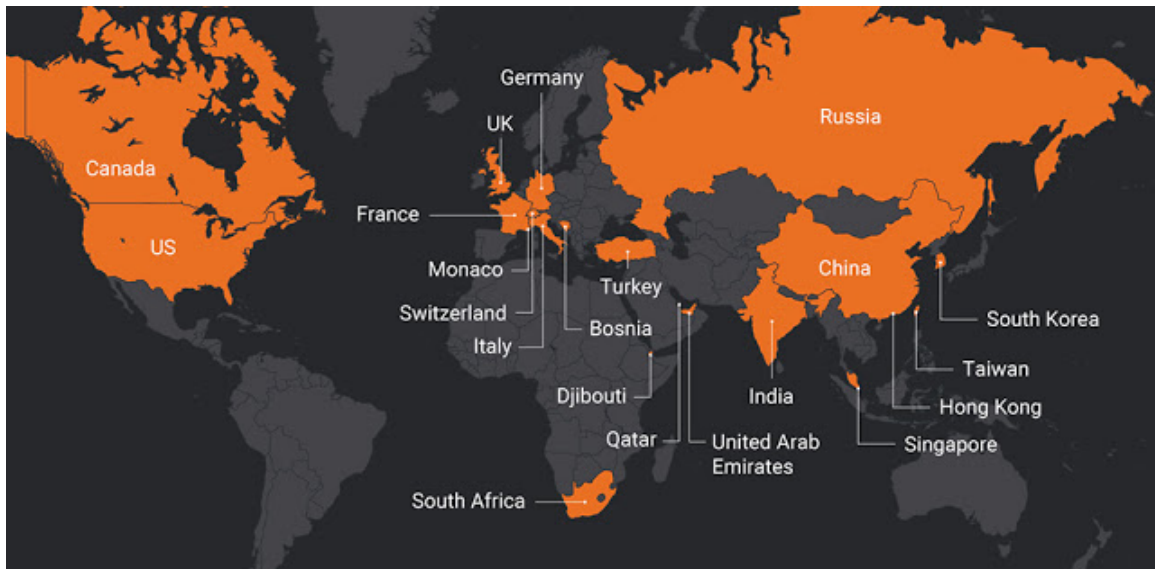 Germany
Russia
UK
Canada
France
US
Monaco
China
Turkey
Switzerland
Bosnia
South Korea
Italy
Taiwan
Djibouti
India
Hong Kong
Qatar
United Arab
Emirates
Singapore
South Africa